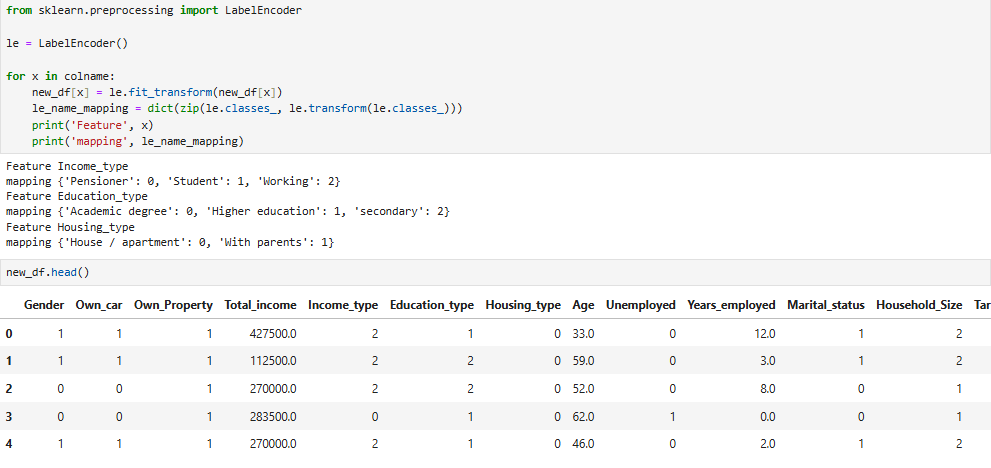 from sklearn.preprocessing import LabelEncoder
le = LabelEncoder()
for x in colname:
    new_df[x] = le.fit_transform(new_df[x])
    le_name_mapping = dict(zip(le.classes_, le.transform(le.classes_)))
    print('Feature', x)
    print('mapping', le_name_mapping)
Feature Income_type
mapping {'Pensioner': 0, 'Student': 1, 'Working': 2}
Feature Education_type
mapping {'Academic degree': 0, 'Higher education': 1, 'secondary': 2}
Feature Housing_type
mapping {'House / apartment': 0, 'With parents': 1}
new_df.head()
Gender Own_car Own_Property Total_income Income_type Education_type Housing_type Age Unemployed Years_employed Marital_status Household_Size Tar
0 1 1 1 427500.0 2 1 0 33.0 0 12.0 1 2
1 1 1 1 112500.0 2 2 0 59.0 0 3.0 1 2
2 0 0 1 270000.0 2 2 0 52.0 0 8.0 0 1
3 0 0 1 283500.0 0 1 0 62.0 1 0.0 0 1
4 1 1 1 270000.0 2 1 0 46.0 0 2.0 1 2